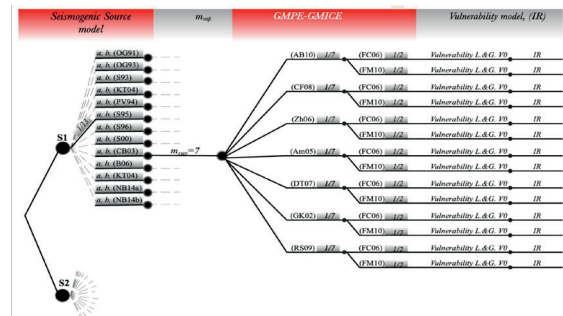 Seismogenic Source model
m_sup
GMPE-GMICE
Vulnerability model, (IR)
a, b, (OG91)
a, b, (OG93)
a, b, (S93)
a, b, (KT04)
a, b, (PV94)
a, b, (S95)
a, b, (S96)
a, b, (S00)
a, b, (CB03)
a, b, (B06)
a, b, (KT04)
a, b, (NB14a)
a, b, (NB14b)
S1
1/13
S2
=7
(AB10) 1/7 (FC06) 1/2 Vulnerability L.&G. V0 IR
(FM10) 1/2 Vulnerability L.&G. V0 IR
(CF08) 1/7 (FC06) 1/2 Vulnerability L.&G. V0 IR
(FM10) 1/2 Vulnerability L.&G. V0 IR
(Zh06) 1/7 (FC06) 1/2 Vulnerability L.&G. V0 IR
(FM10) 1/2 Vulnerability L.&G. V0 IR
(Am05) 1/7 (FC06) 1/2 Vulnerability L.&G. V0 IR
(FM10) 1/2 Vulnerability L.&G. V0 IR
(DT07) 1/7 (FC06) 1/2 Vulnerability L.&G. V0 IR
(FM10) 1/2 Vulnerability L.&G. V0 IR
(GK02) 1/7 (FC06) 1/2 Vulnerability L.&G. V0 IR
(FM10) 1/2 Vulnerability L.&G. V0 IR
(RS09) 1/7 (FC06) 1/2 Vulnerability L.&G. V0 IR
(FM10) 1/2 Vulnerability L.&G. V0 IR